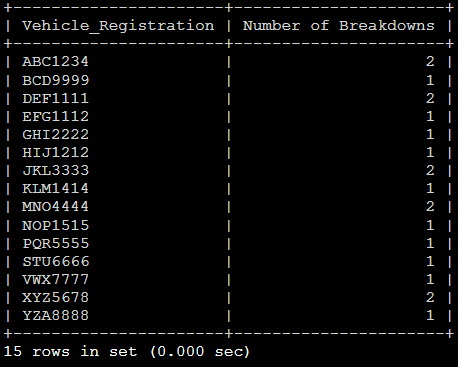 +----------------------+----------------------+
| Vehicle_Registration | Number of Breakdowns |
+----------------------+----------------------+
| ABC1234              |                    2 |
| BCD9999              |                    1 |
| DEF1111              |                    2 |
| EFG1112              |                    1 |
| GHI2222              |                    1 |
| HIJ1212              |                    1 |
| JKL3333              |                    2 |
| KLM1414              |                    1 |
| MNO4444              |                    2 |
| NOP1515              |                    1 |
| PQR5555              |                    1 |
| STU6666              |                    1 |
| VWX7777              |                    1 |
| XYZ5678              |                    2 |
| YZA8888              |                    1 |
+----------------------+----------------------+
15 rows in set (0.000 sec)